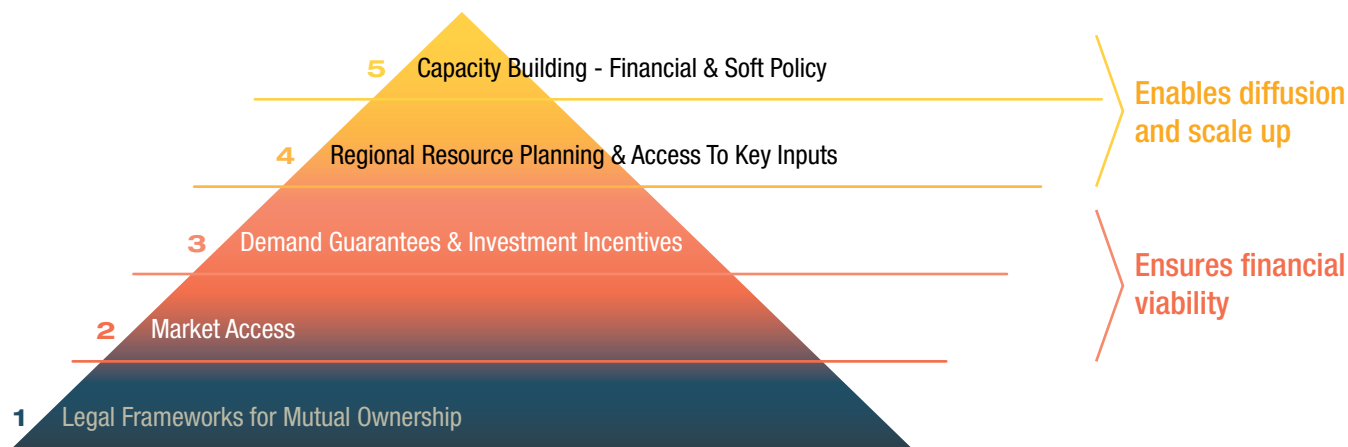 5 Capacity Building - Financial & Soft Policy
Enables diffusion
and scale up
4 Regional Resource Planning & Access To Key Inputs
3 Demand Guarantees & Investment Incentives
Ensures financial
viability
2 Market Access
1 Legal Frameworks for Mutual Ownership